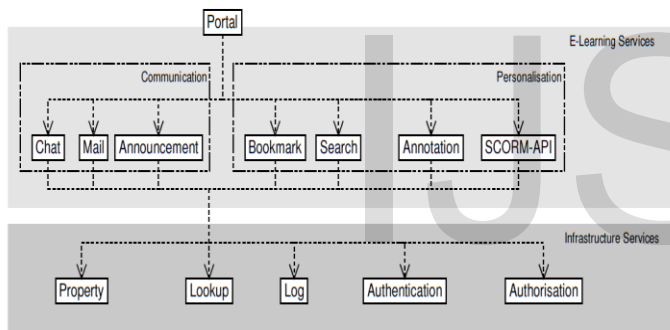 Portal
E-Learning Services
Communication
Personalisation
Chat
Mail
Announcement
Bookmark
Search
Annotation
SCORM-API
IJS
Infrastructure Services
Property
Lookup
Log
Authentication
Authorisation